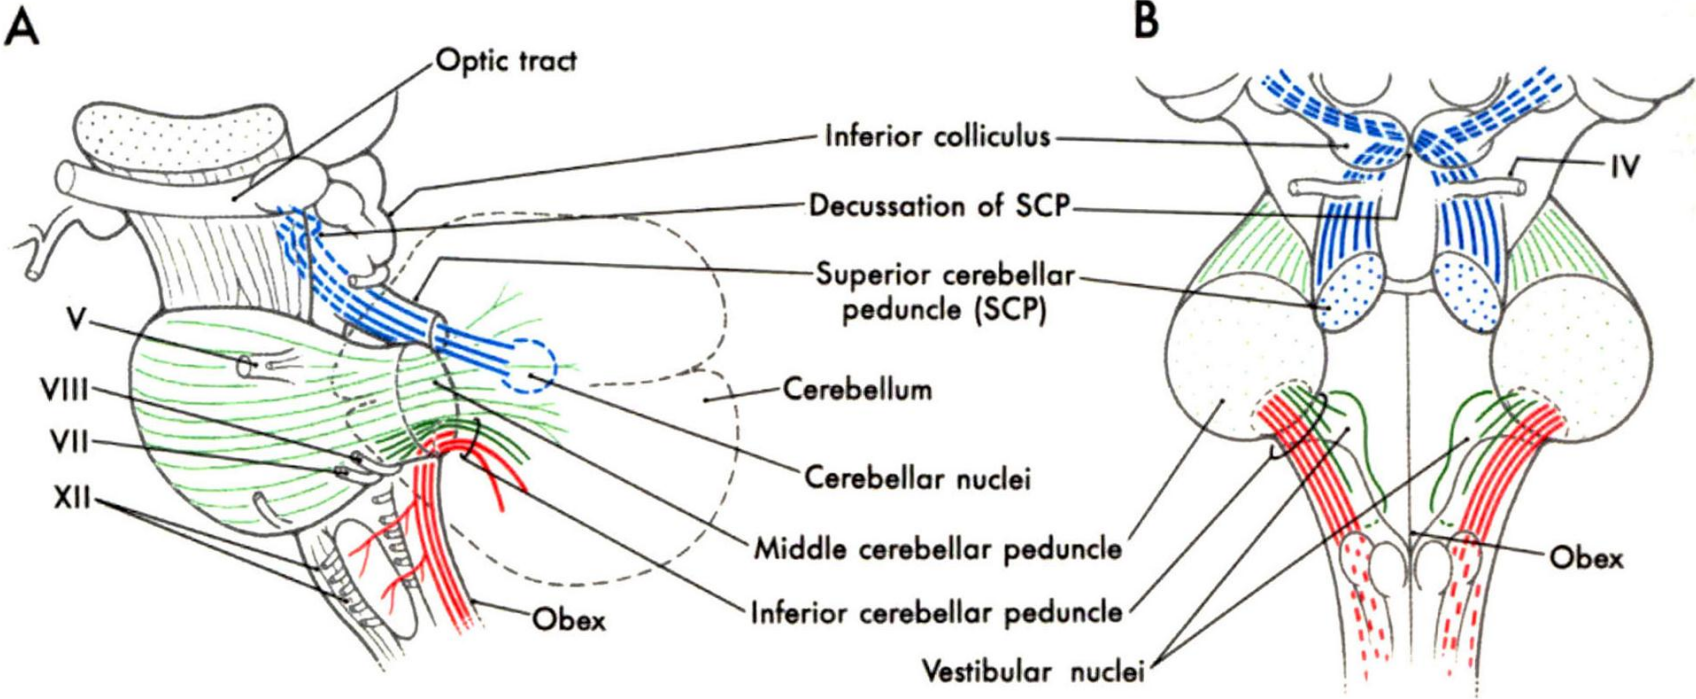 A
B
Optic tract
Inferior colliculus
IV
Decussation of SCP
Superior cerebellar
peduncle (SCP)
V
VIII
Cerebellum
VII
Cerebellar nuclei
XII
Middle cerebellar peduncle
Obex
Inferior cerebellar peduncle
Obex
Vestibular nuclei